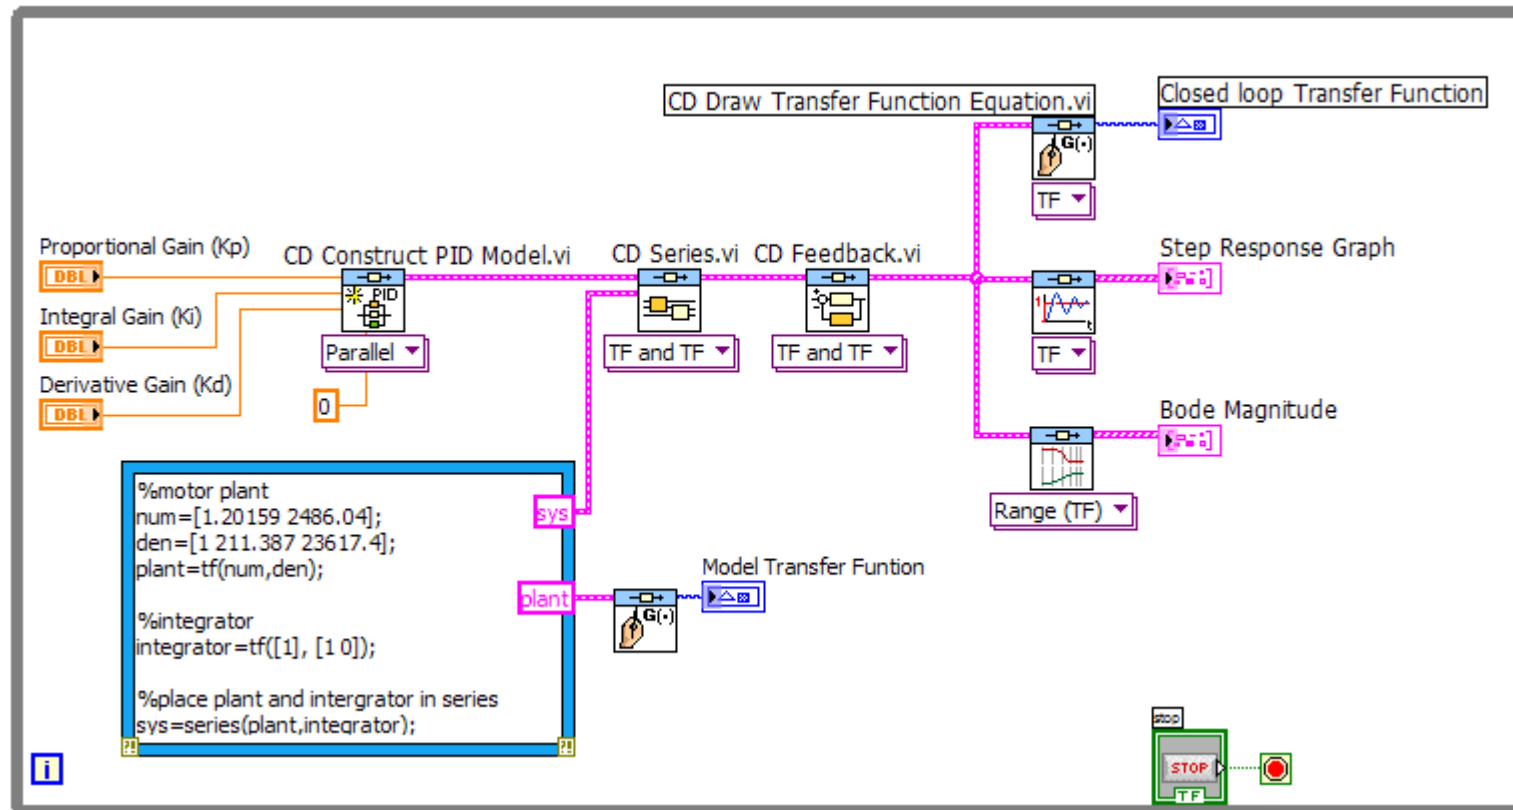 CD Draw Transfer Function Equation.vi
Closed loop Transfer Function
G(·)
TF
Proportional Gain (Kp)
DBL
CD Construct PID Model.vi
PID
Parallel
CD Series.vi
TF and TF
CD Feedback.vi
TF and TF
Step Response Graph
1
t
TF
Integral Gain (Ki)
DBL
Derivative Gain (Kd)
DBL
0
Bode Magnitude
Range (TF)
%motor plant
num=[1.20159 2486.04];
den=[1 211.387 23617.4];
plant=tf(num,den);
%integrator
integrator=tf([1], [1 0]);
%place plant and intergrator in series
sys=series(plant,integrator);
sys
plant
Model Transfer Funtion
G(·)
i
stop
STOP
TF